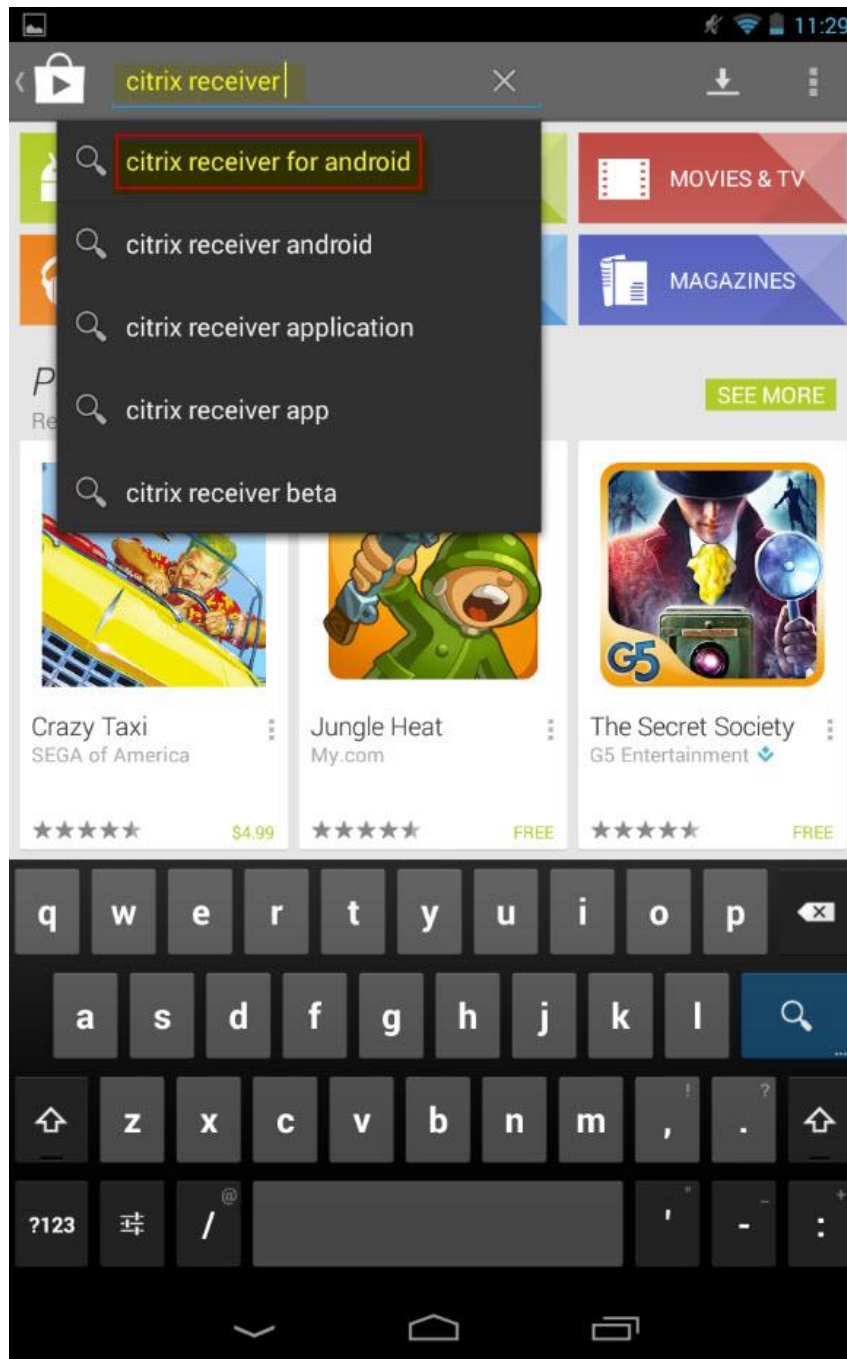 11:29
citrix receiver
citrix receiver for android
citrix receiver android
citrix receiver application
citrix receiver app
citrix receiver beta
MOVIES & TV
MAGAZINES
P
Re
SEE MORE
G5
Crazy Taxi
SEGA of America
$4.99
Jungle Heat
My.com
FREE
The Secret Society
G5 Entertainment
FREE
q w e r t y u i o p
a s d f g h j k l
...
! ?
z x c v b n m , .
@ " _ +
?123 / ' - :